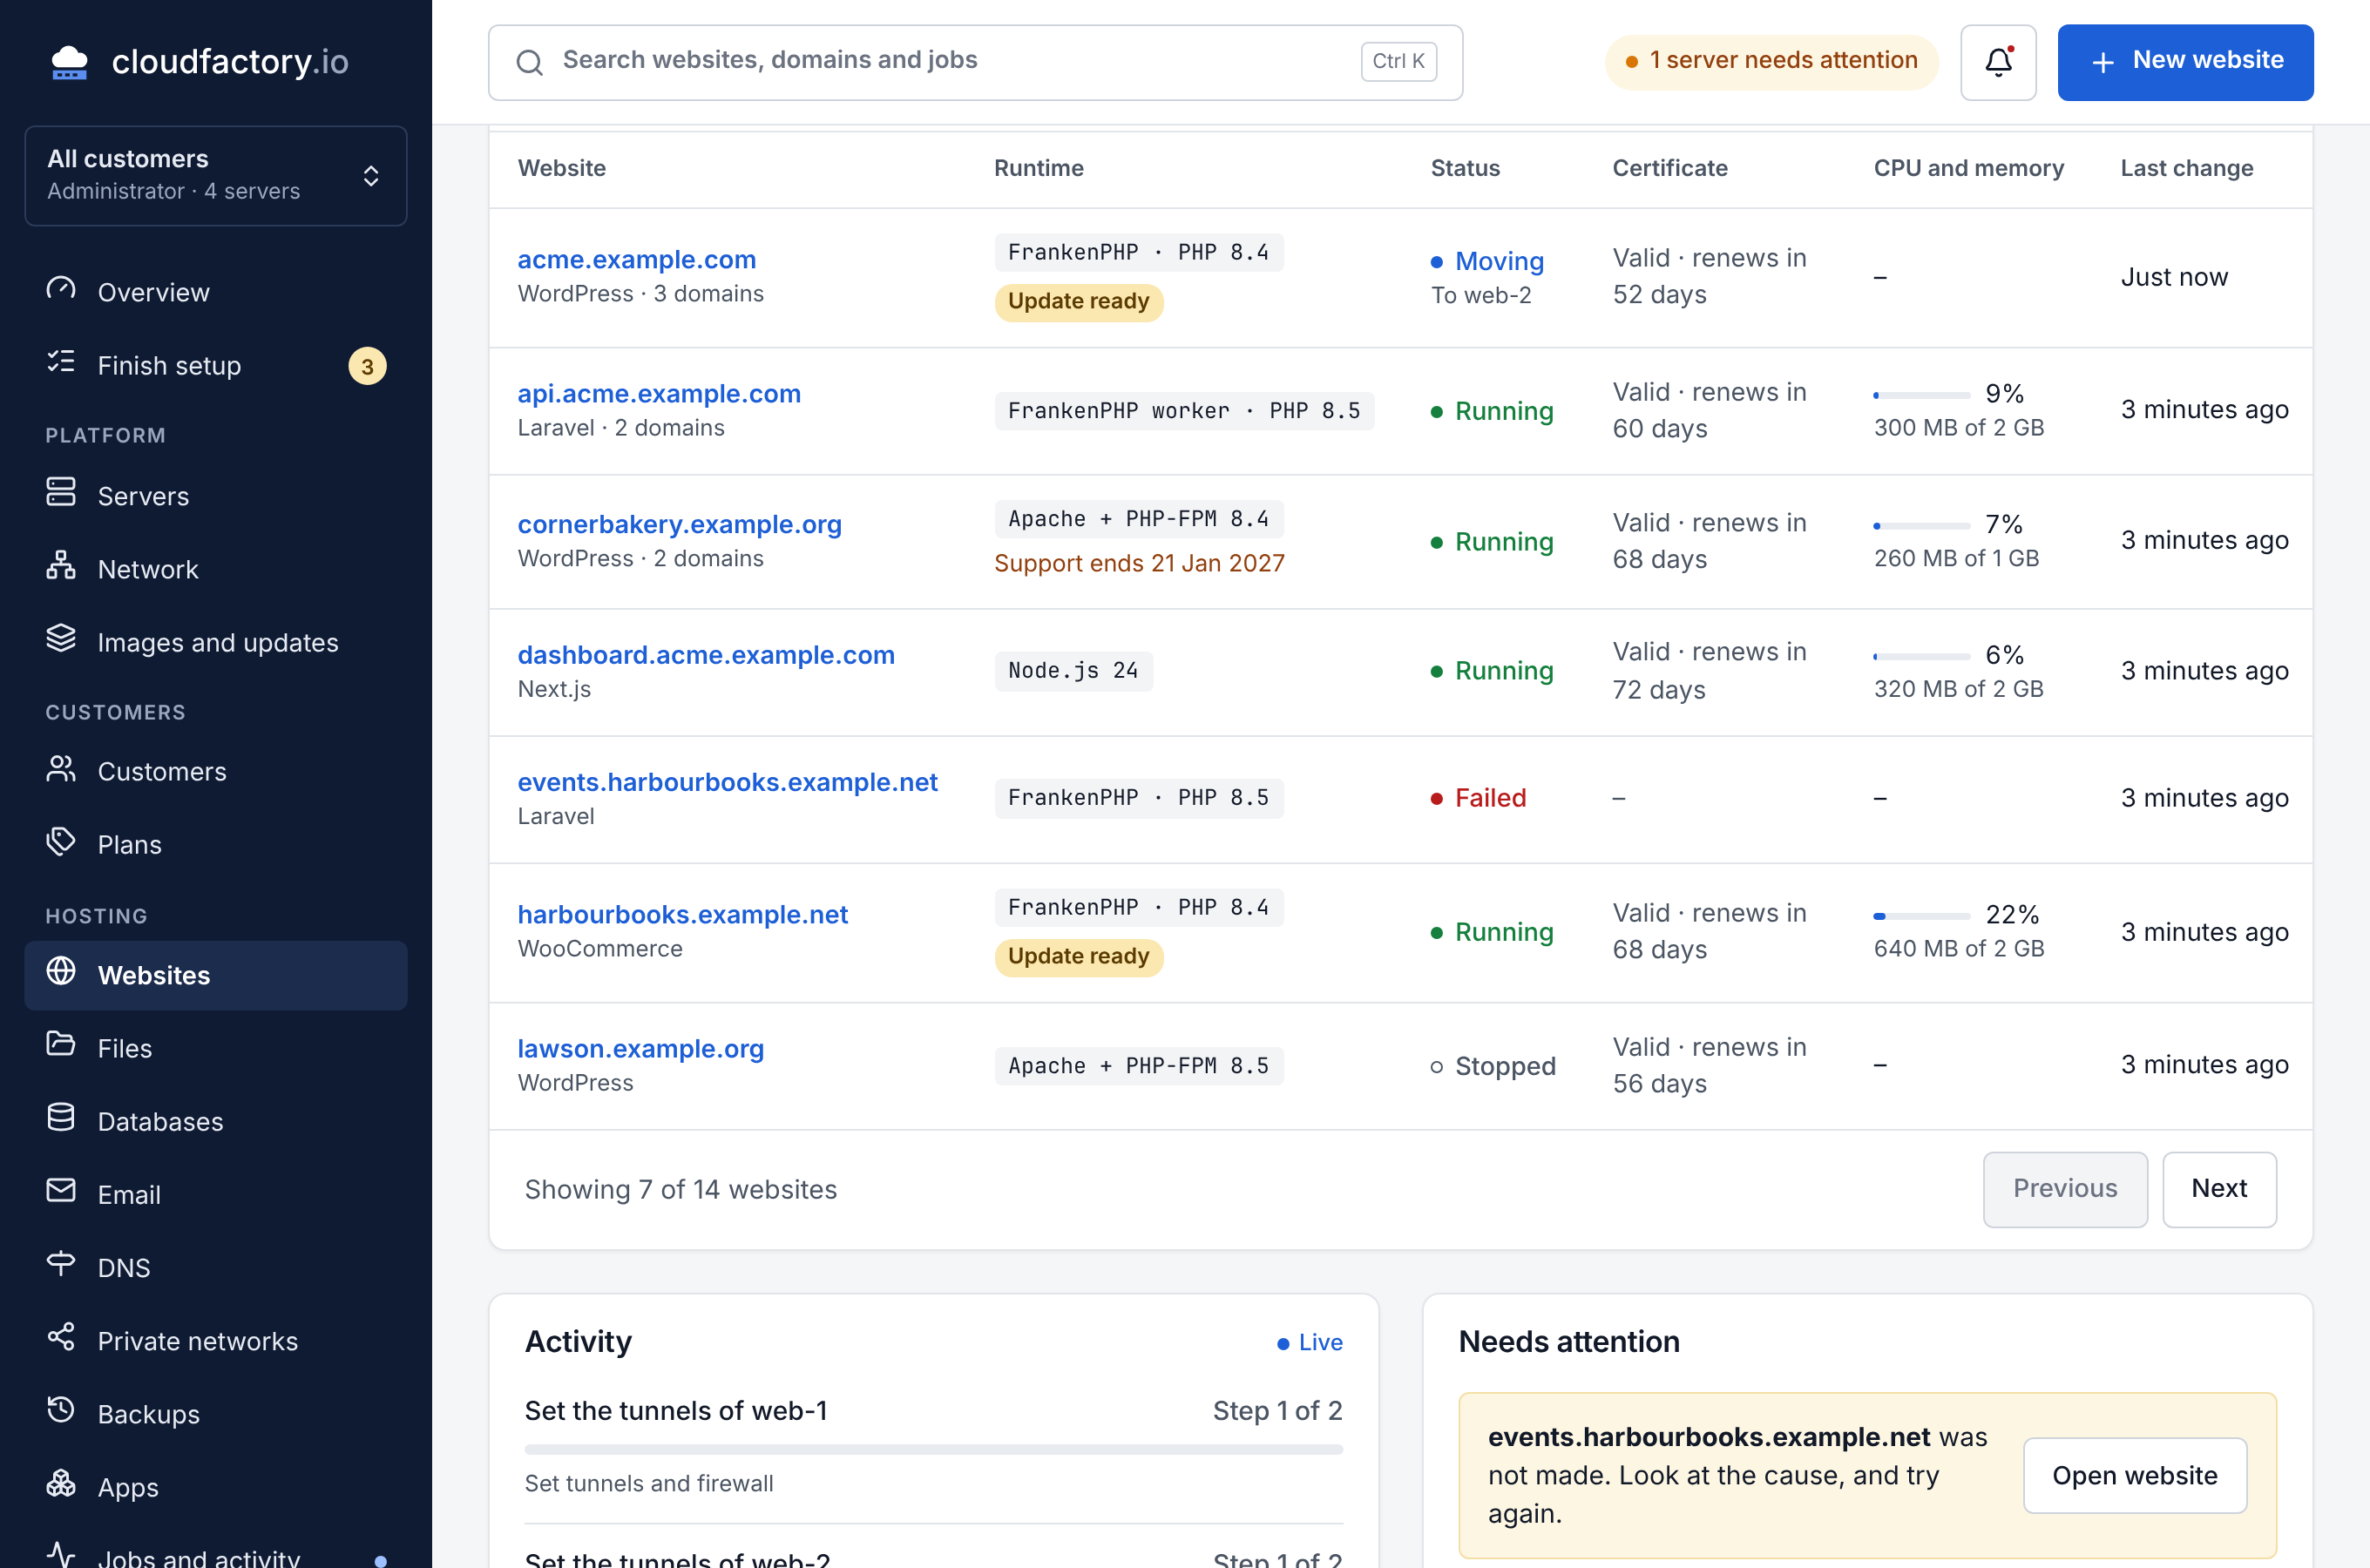 cloudfactory.io
All customers
Administrator · 4 servers
Overview
Finish setup 3
PLATFORM
Servers
Network
Images and updates
CUSTOMERS
Customers
Plans
HOSTING
Websites
Files
Databases
Email
DNS
Private networks
Backups
Apps
Jobs and activity
Search websites, domains and jobs Ctrl K
1 server needs attention
New website
Website Runtime Status Certificate CPU and memory Last change
acme.example.com
WordPress · 3 domains
FrankenPHP · PHP 8.4
Update ready
Moving
To web-2
Valid · renews in
52 days
–
Just now
api.acme.example.com
Laravel · 2 domains
FrankenPHP worker · PHP 8.5
Running
Valid · renews in
60 days
9%
300 MB of 2 GB
3 minutes ago
cornerbakery.example.org
WordPress · 2 domains
Apache + PHP-FPM 8.4
Support ends 21 Jan 2027
Running
Valid · renews in
68 days
7%
260 MB of 1 GB
3 minutes ago
dashboard.acme.example.com
Next.js
Node.js 24
Running
Valid · renews in
72 days
6%
320 MB of 2 GB
3 minutes ago
events.harbourbooks.example.net
Laravel
FrankenPHP · PHP 8.5
Failed
–
–
3 minutes ago
harbourbooks.example.net
WooCommerce
FrankenPHP · PHP 8.4
Update ready
Running
Valid · renews in
68 days
22%
640 MB of 2 GB
3 minutes ago
lawson.example.org
WordPress
Apache + PHP-FPM 8.5
Stopped
Valid · renews in
56 days
–
3 minutes ago
Showing 7 of 14 websites
Previous Next
Activity Live
Set the tunnels of web-1 Step 1 of 2
Set tunnels and firewall
Set the tunnels of web-2 Step 1 of 2
Needs attention
events.harbourbooks.example.net was
not made. Look at the cause, and try
again.
Open website